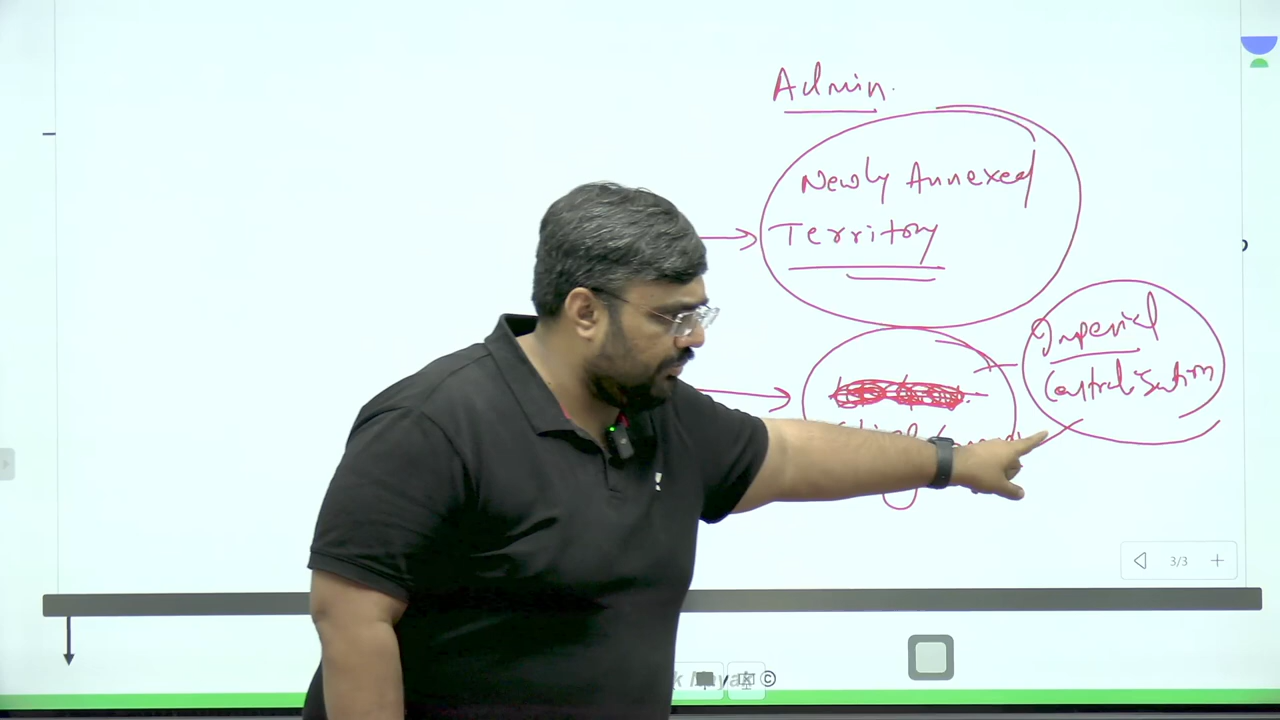 Admin.
Newly Annexed
Territory
Imperial
Centralisation
3/3
©